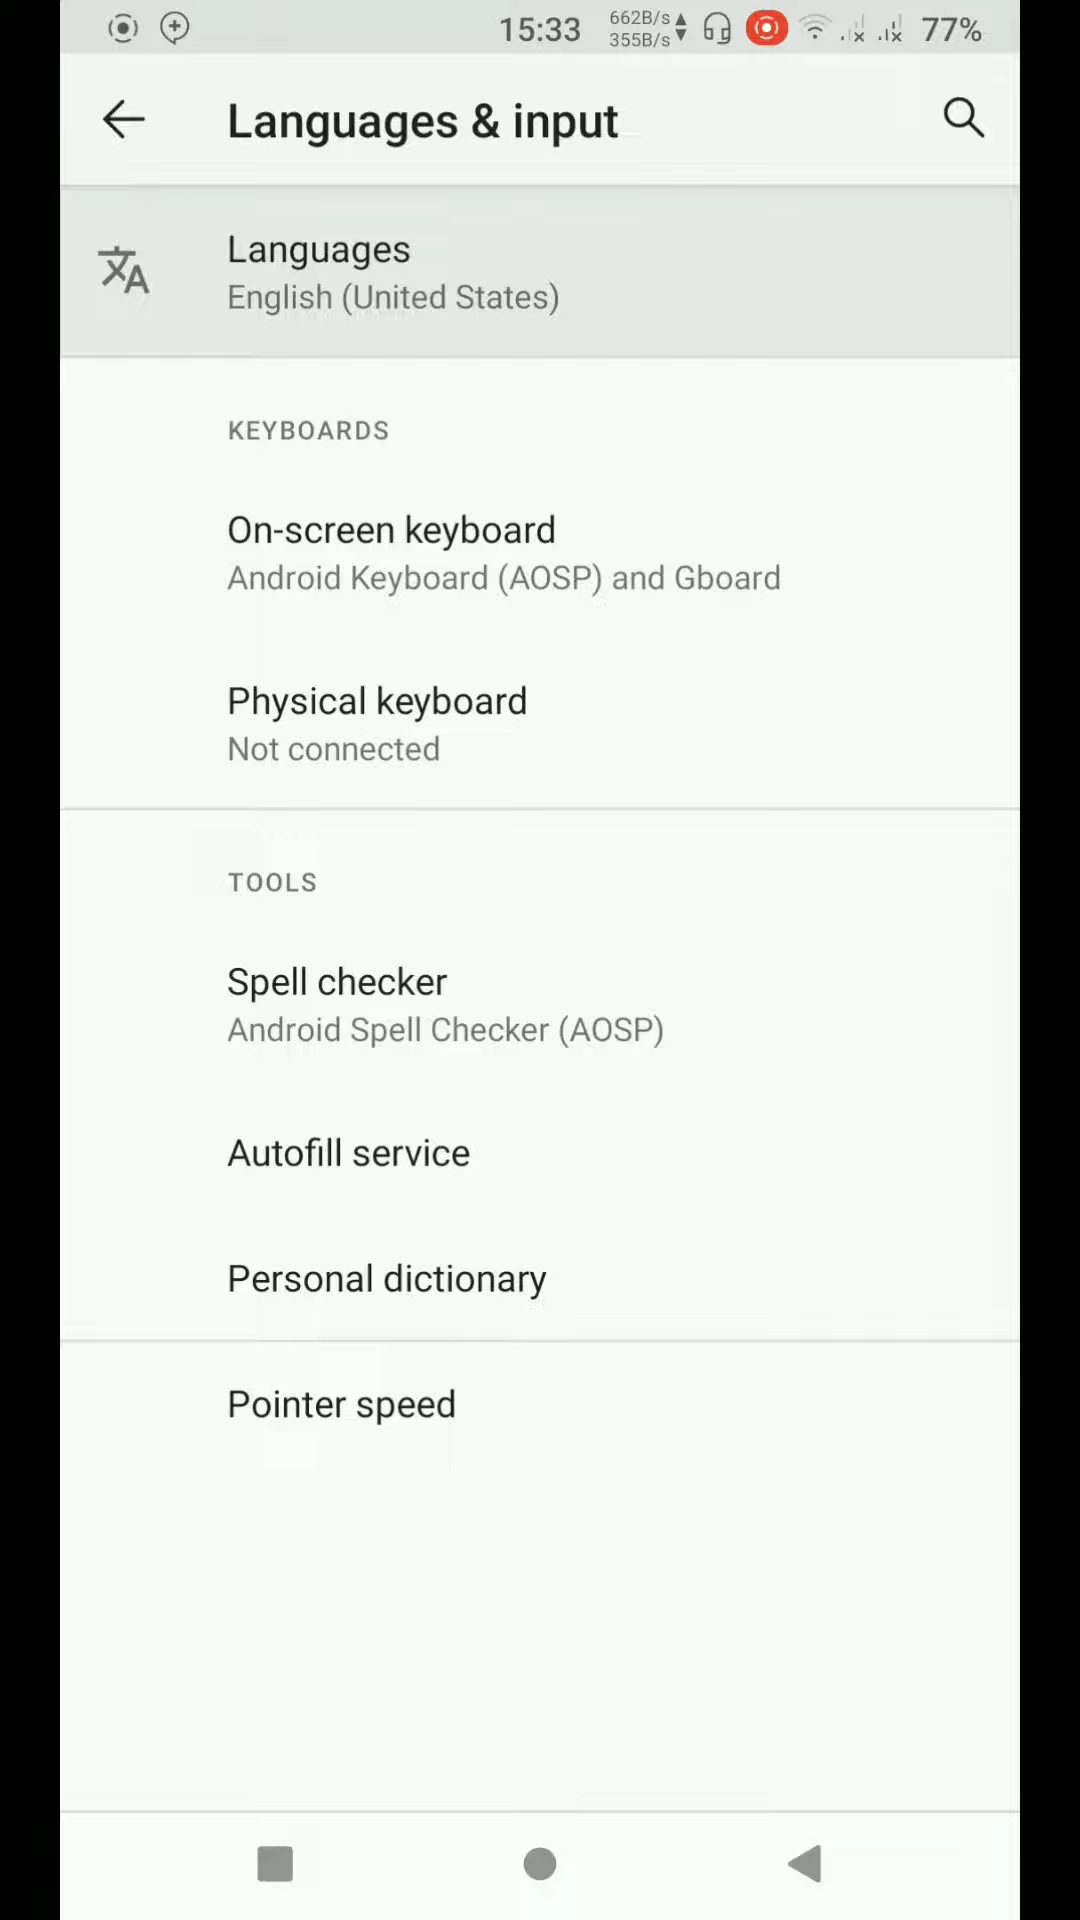 15:33 662B/s 355B/s 77%
Languages & input
Languages
English (United States)
KEYBOARDS
On-screen keyboard
Android Keyboard (AOSP) and Gboard
Physical keyboard
Not connected
TOOLS
Spell checker
Android Spell Checker (AOSP)
Autofill service
Personal dictionary
Pointer speed